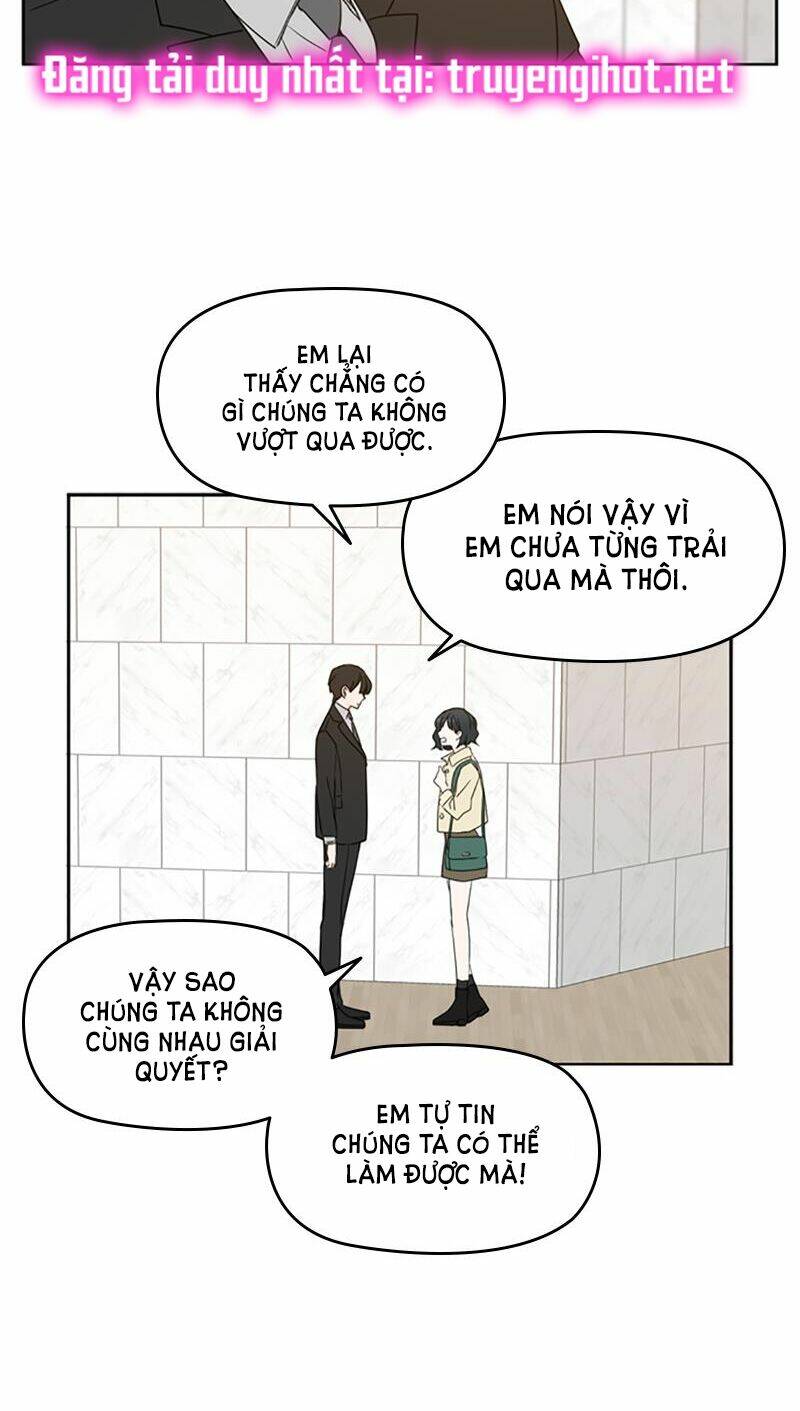 Đăng tải duy nhất tại: truyengihot.net
EM LẠI
THẤY CHẲNG CÓ
GÌ CHÚNG TA KHÔNG
VƯỢT QUA ĐƯỢC.
EM NÓI VẬY VÌ
EM CHƯA TỪNG TRẢI
QUA MÀ THÔI.
VẬY SAO
CHÚNG TA KHÔNG
CÙNG NHAU GIẢI
QUYẾT?
EM TỰ TIN
CHÚNG TA CÓ THỂ
LÀM ĐƯỢC MÀ!